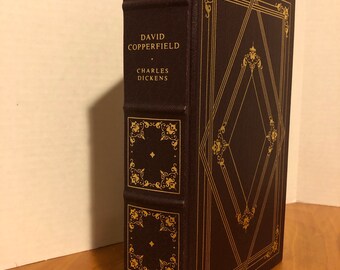 DAVID
COPPERFIELD
CHARLES
DICKENS